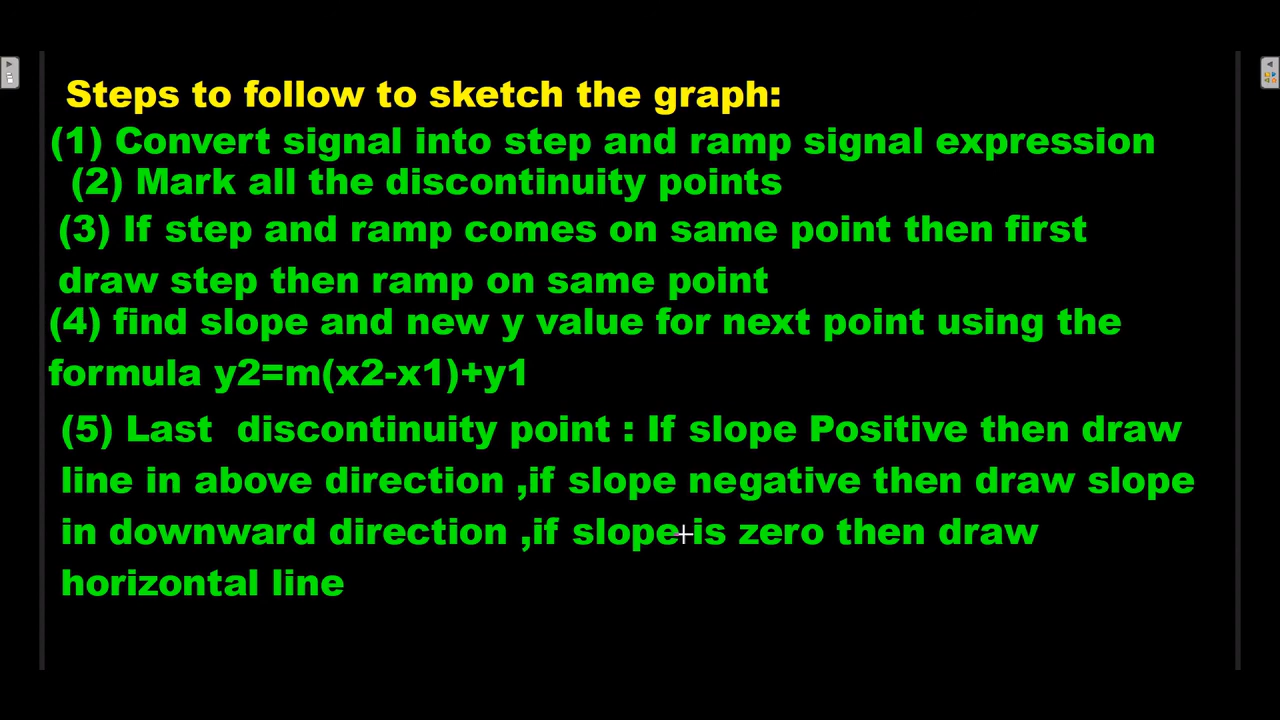 Steps to follow to sketch the graph:
(1) Convert signal into step and ramp signal expression
(2) Mark all the discontinuity points
(3) If step and ramp comes on same point then first
draw step then ramp on same point
(4) find slope and new y value for next point using the
formula y2=m(x2-x1)+y1
(5) Last  discontinuity point : If slope Positive then draw
line in above direction ,if slope negative then draw slope
in downward direction ,if slope is zero then draw
horizontal line